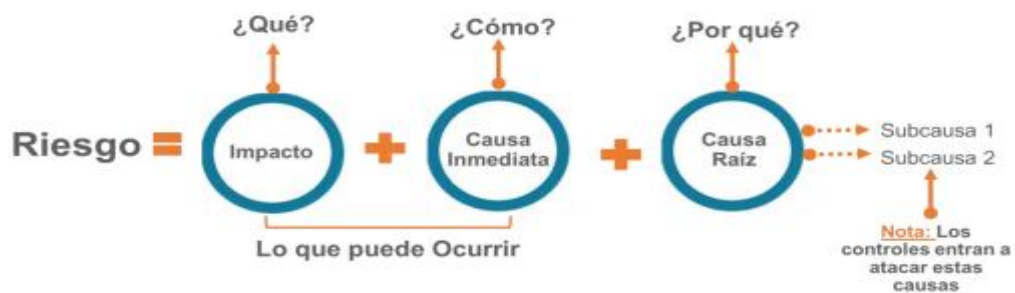 ¿Qué?
¿Cómo?
¿Por qué?
Riesgo =
Impacto
+
Causa
Inmediata
+
Causa
Raíz
Subcausa 1
Subcausa 2
Lo que puede Ocurrir
Nota: Los
controles entran a
atacar estas
causas